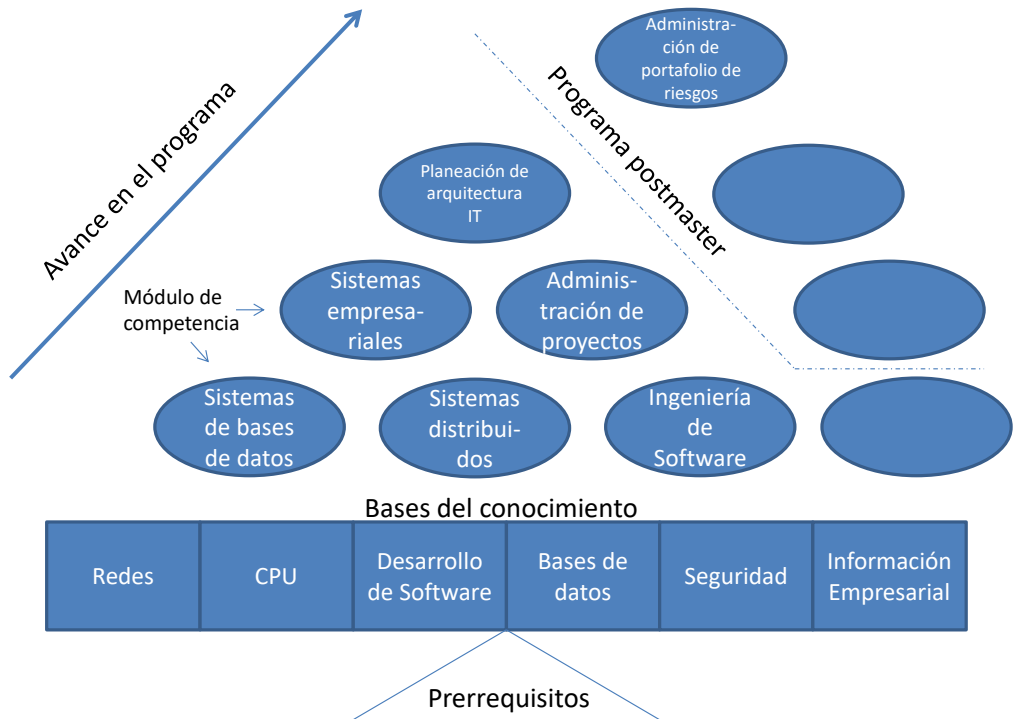 Administra-
ción de
portafolio de
riesgos
Programa postmaster
Avance en el programa
Planeación de
arquitectura
IT
Módulo de
competencia
Sistemas
empresa-
riales
Adminis-
tración de
proyectos
Sistemas
de bases
de datos
Sistemas
distribui-
dos
Ingeniería
de
Software
Bases del conocimiento
Redes
CPU
Desarrollo
de Software
Bases de
datos
Seguridad
Información
Empresarial
Prerrequisitos